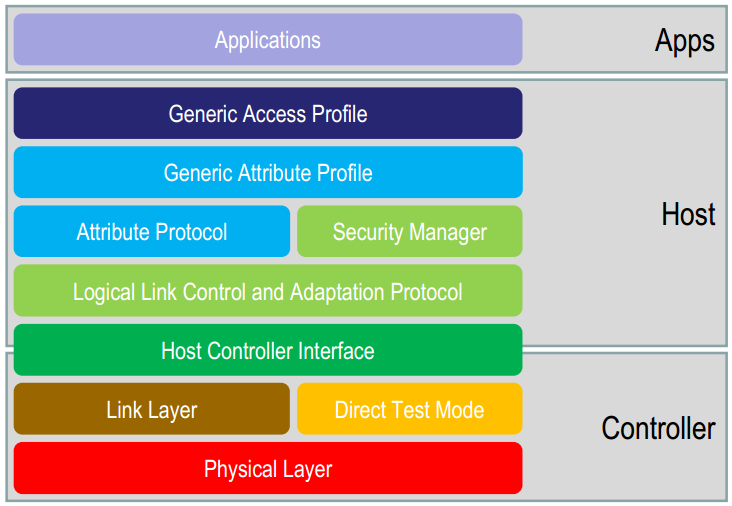 Applications
Apps
Generic Access Profile
Generic Attribute Profile
Attribute Protocol
Security Manager
Host
Logical Link Control and Adaptation Protocol
Host Controller Interface
Link Layer
Direct Test Mode
Controller
Physical Layer